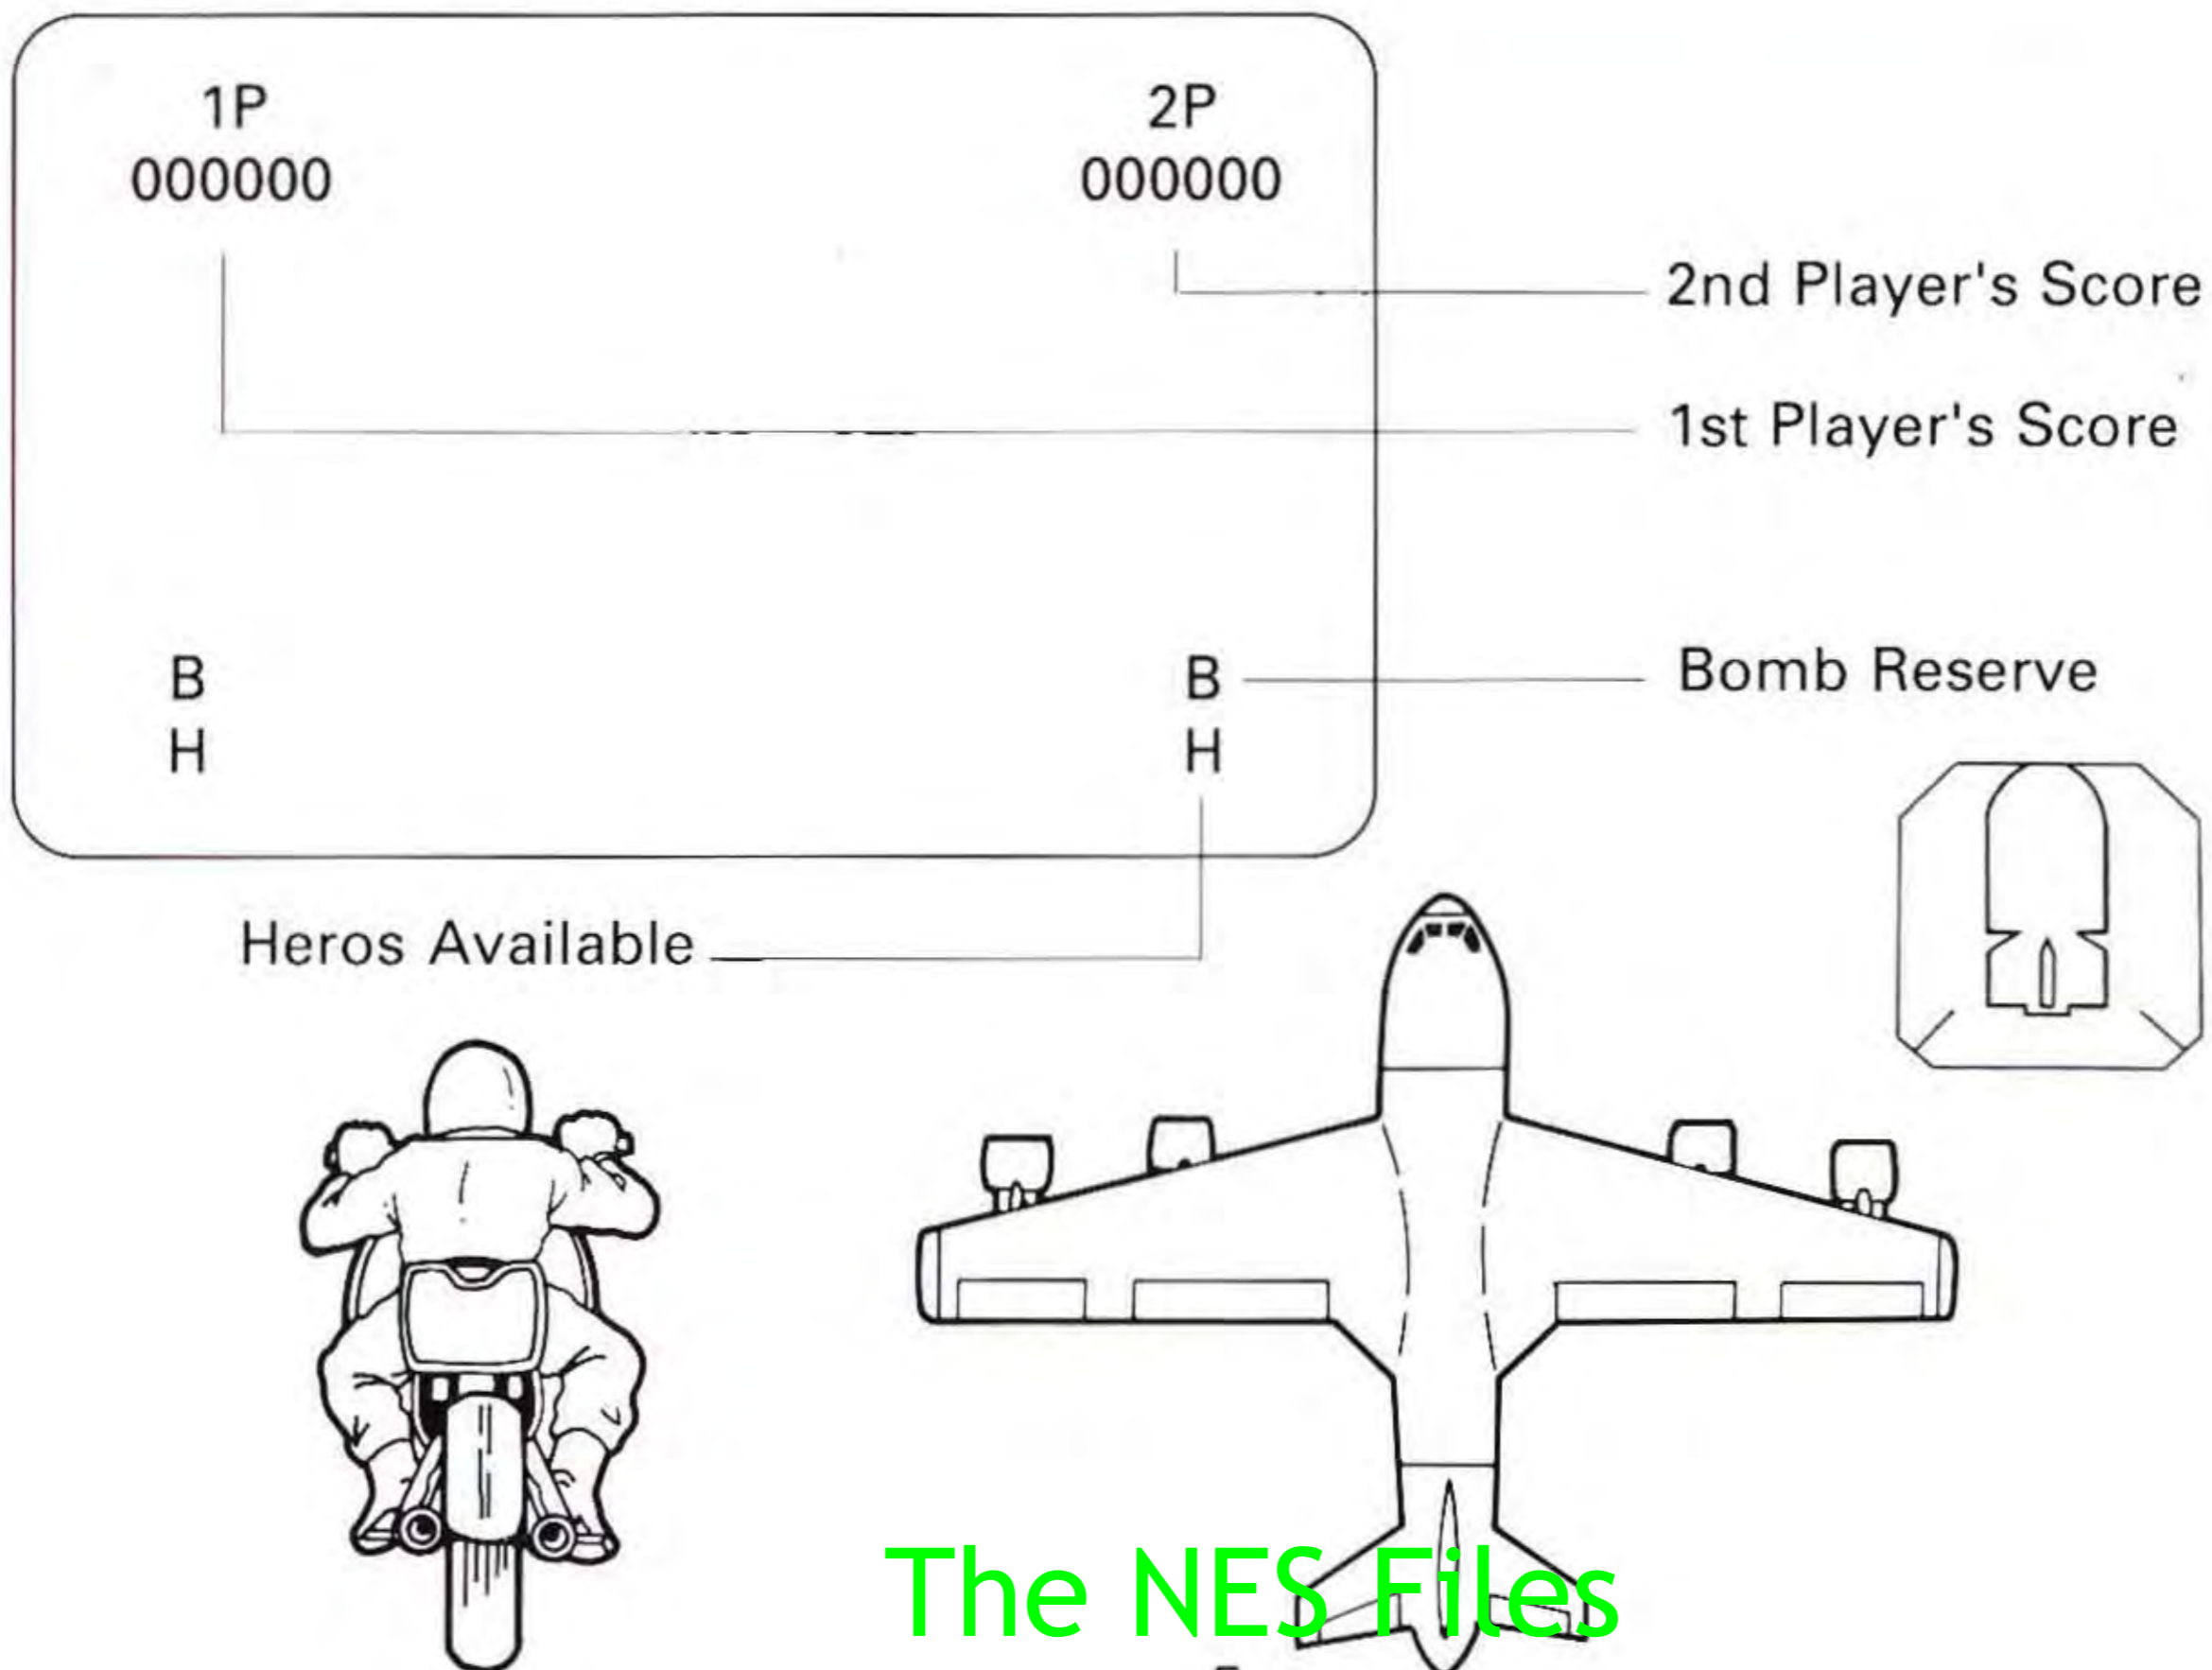 1P 2P
000000 000000
2nd Player's Score
1st Player's Score
B B Bomb Reserve
H H
Heros Available
The NES Files